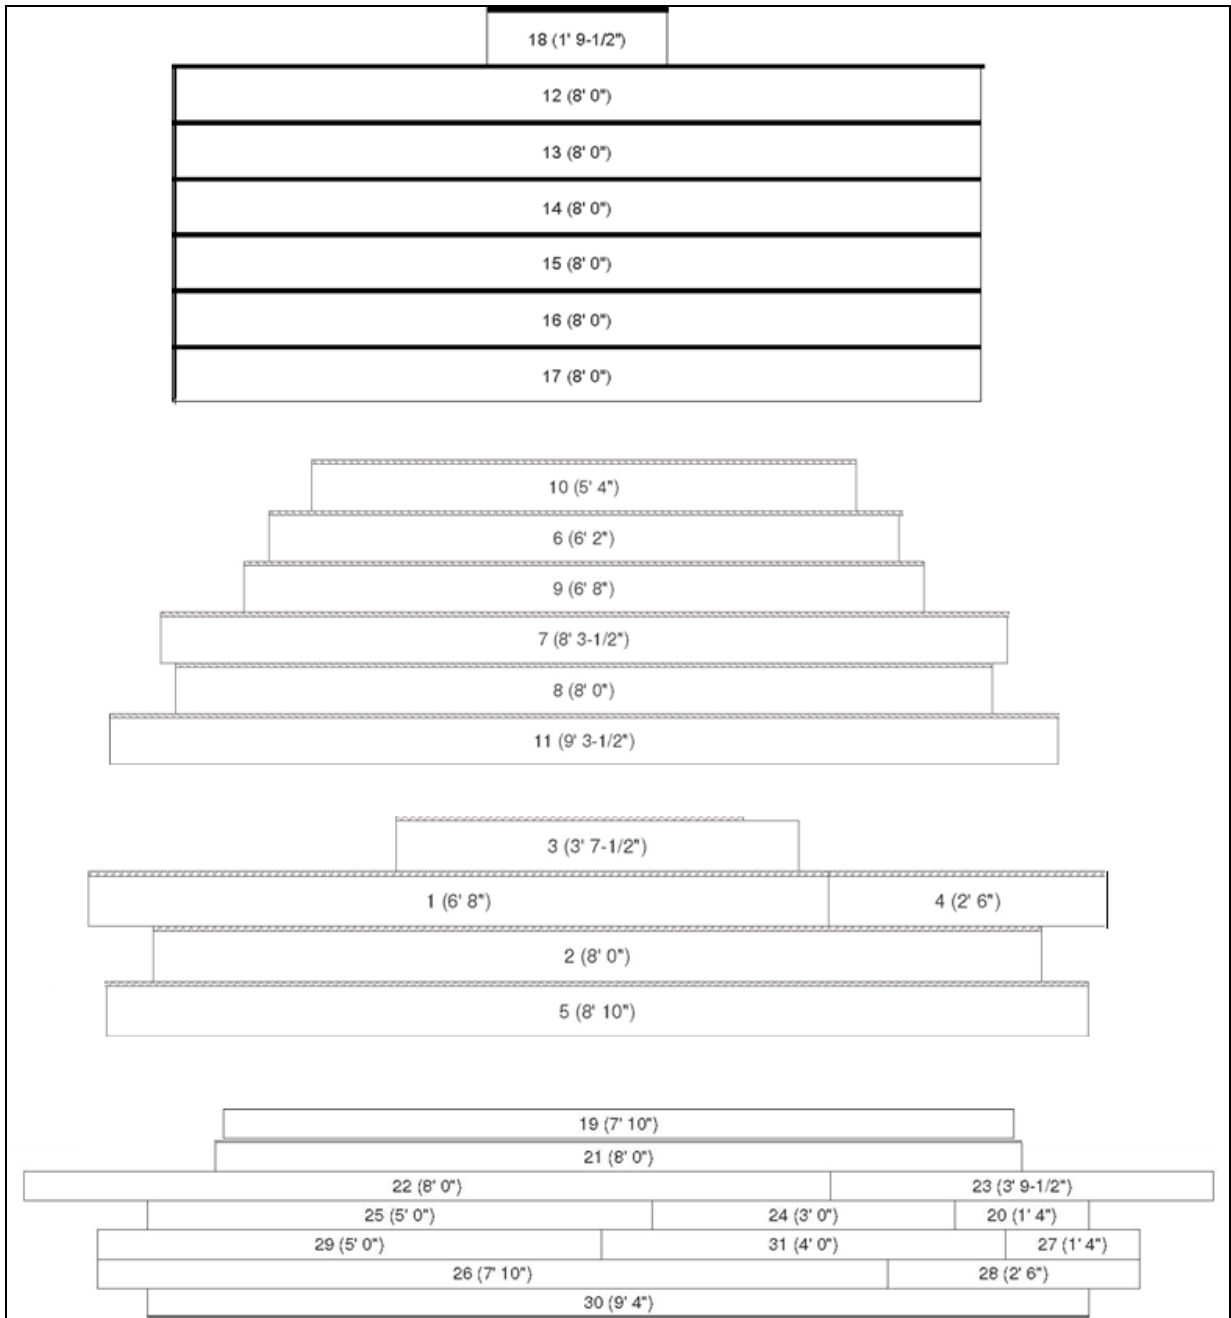 18 (1' 9-1/2")
12 (8' 0")
13 (8' 0")
14 (8' 0")
15 (8' 0")
16 (8' 0")
17 (8' 0")
10 (5' 4")
6 (6' 2")
9 (6' 8")
7 (8' 3-1/2")
8 (8' 0")
11 (9' 3-1/2")
3 (3' 7-1/2")
1 (6' 8") 4 (2' 6")
2 (8' 0")
5 (8' 10")
19 (7' 10")
21 (8' 0")
22 (8' 0") 23 (3' 9-1/2")
25 (5' 0") 24 (3' 0") 20 (1' 4")
29 (5' 0") 31 (4' 0") 27 (1' 4")
26 (7' 10") 28 (2' 6")
30 (9' 4")